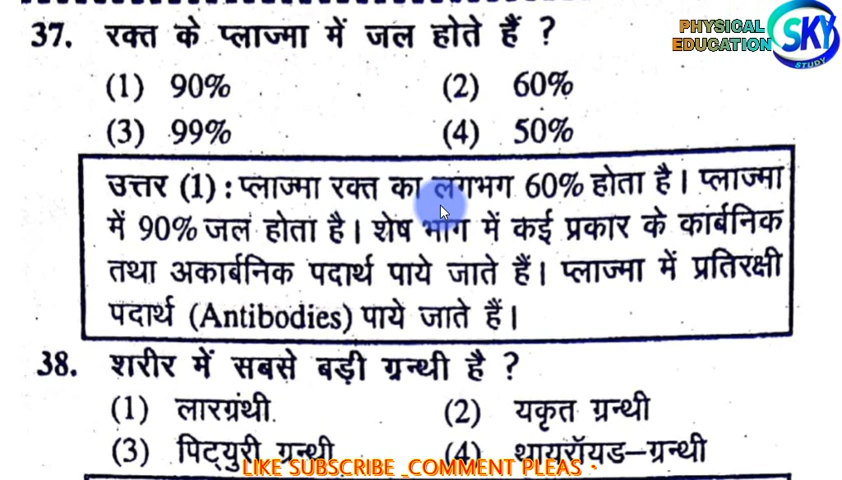 37. रक्त के प्लाज्मा में जल होते हैं ?
PHYSICAL
EDUCATION
SKY
STUDY
(1) 90% (2) 60%
(3) 99% (4) 50%
उत्तर (1) : प्लाज्मा रक्त का लगभग 60% होता है। प्लाज्मा
में 90% जल होता है। शेष भाग में कई प्रकार के कार्बनिक
तथा अकार्बनिक पदार्थ पाये जाते हैं। प्लाज्मा में प्रतिरक्षी
पदार्थ (Antibodies) पाये जाते हैं।
38. शरीर में सबसे बड़ी ग्रन्थी है ?
(1) लारग्रंथी (2) यकृत ग्रन्थी
(3) पिट्युरी ग्रन्थी (4) थायरॉयड-ग्रन्थी
LIKE SUBSCRIBE _COMMENT PLEAS -